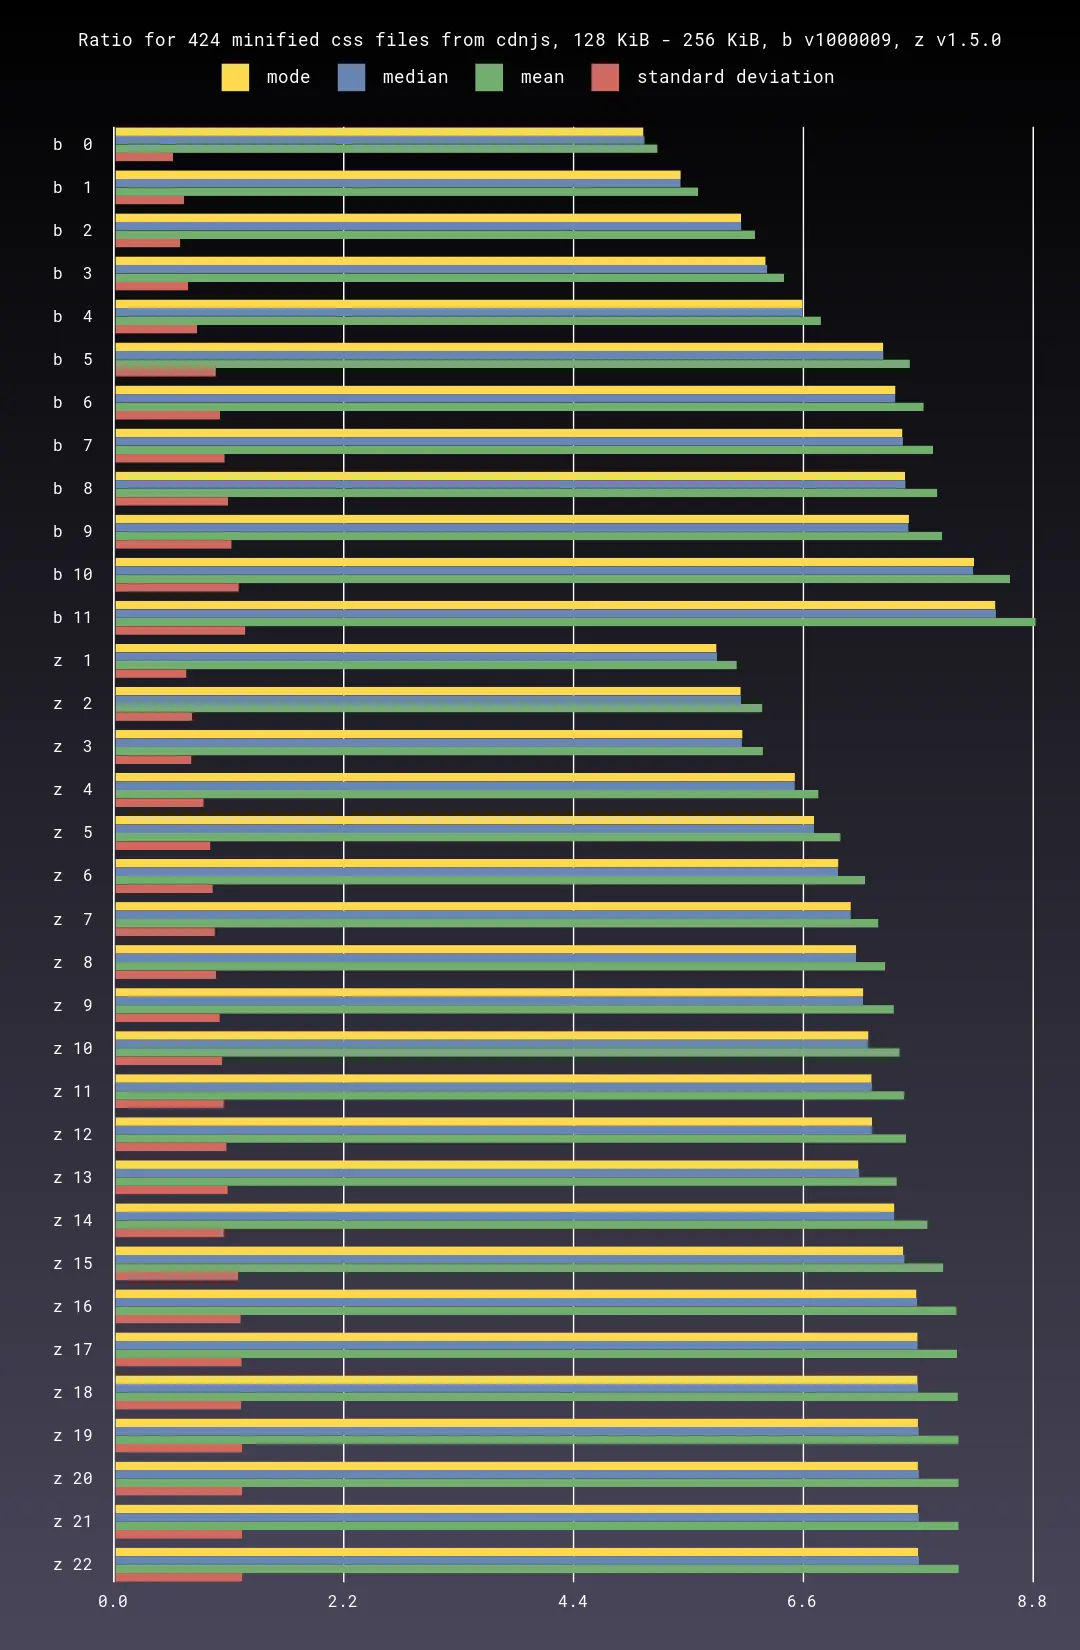 Ratio for 424 minified css files from cdnjs, 128 KiB - 256 KiB, b v1000009, z v1.5.0
mode median mean standard deviation
b 0
b 1
b 2
b 3
b 4
b 5
b 6
b 7
b 8
b 9
b 10
b 11
z 1
z 2
z 3
z 4
z 5
z 6
z 7
z 8
z 9
z 10
z 11
z 12
z 13
z 14
z 15
z 16
z 17
z 18
z 19
z 20
z 21
z 22
0.0 2.2 4.4 6.6 8.8